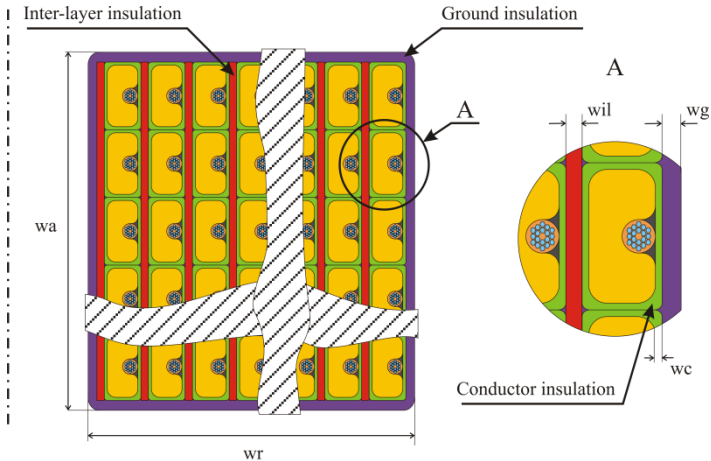 Inter-layer insulation
Ground insulation
A
A
wil
wg
wa
wc
Conductor insulation
wr